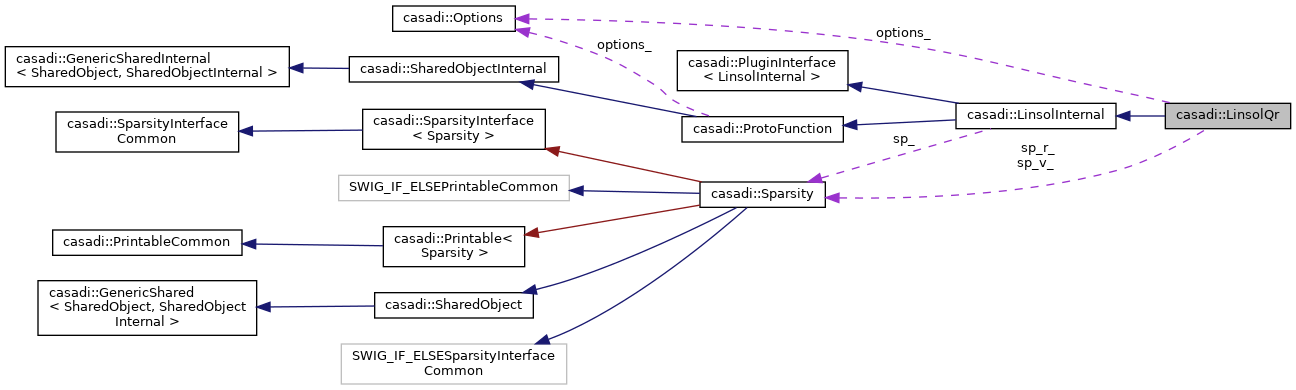 casadi::Options
options_
options_
casadi::GenericSharedInternal
< SharedObject, SharedObjectInternal >
casadi::SharedObjectInternal
casadi::PluginInterface
< LinsolInternal >
casadi::LinsolInternal
casadi::LinsolQr
casadi::SparsityInterface
Common
casadi::SparsityInterface
< Sparsity >
casadi::ProtoFunction
sp_
sp_r_
sp_v_
SWIG_IF_ELSEPrintableCommon
casadi::Sparsity
casadi::PrintableCommon
casadi::Printable<
Sparsity >
casadi::GenericShared
< SharedObject, SharedObject
Internal >
casadi::SharedObject
SWIG_IF_ELSESparsityInterface
Common